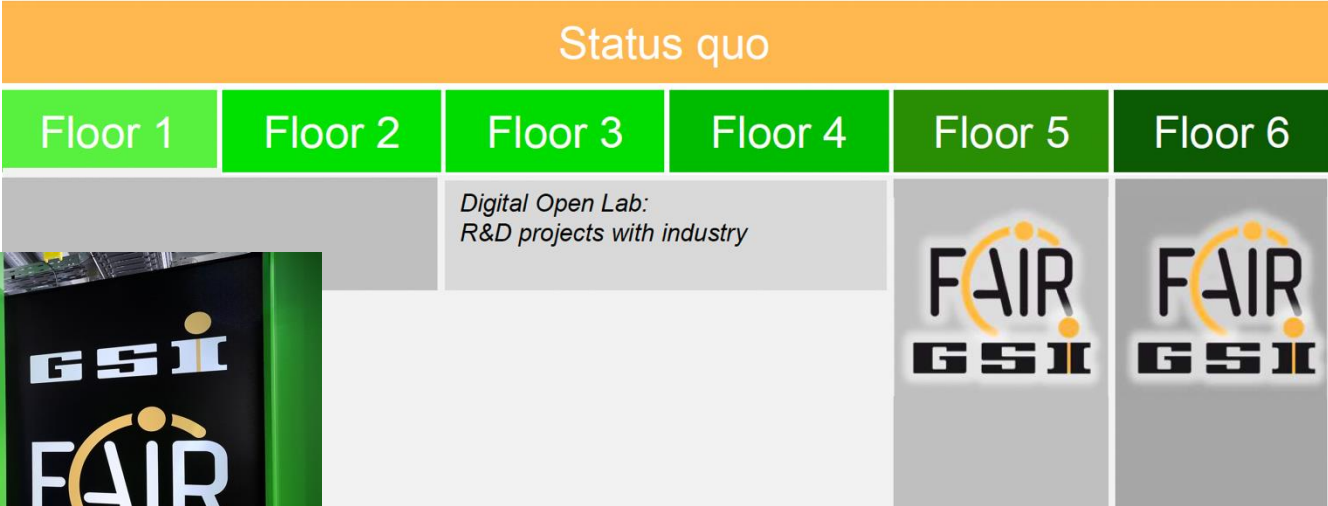 Status quo
Floor 1 Floor 2 Floor 3 Floor 4 Floor 5 Floor 6
Digital Open Lab:
R&D projects with industry
FAIR
GSI
FAIR
GSI
GSI
FAIR